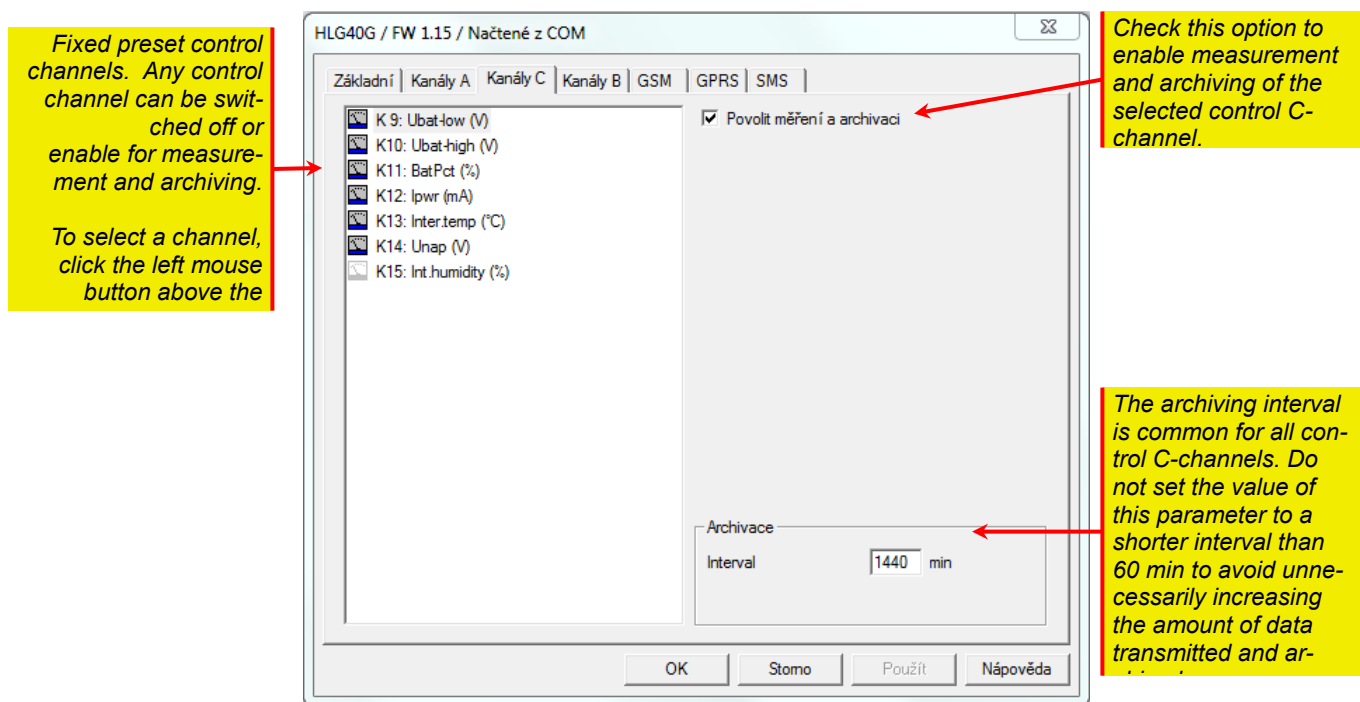 Fixed preset control
channels. Any control
channel can be swit-
ched off or
enable for measure-
ment and archiving.
To select a channel,
click the left mouse
button above the
HLG40G / FW 1.15 / Načtené z COM
Základní Kanály A Kanály C Kanály B GSM GPRS SMS
K 9: Ubat-low (V)
K10: Ubat-high (V)
K11: BatPct (%)
K12: Ipwr (mA)
K13: Inter.temp (°C)
K14: Unap (V)
K15: Int.humidity (%)
Povolit měření a archivaci
Archivace
Interval 1440 min
OK Storno Použít Nápověda
Check this option to
enable measurement
and archiving of the
selected control C-
channel.
The archiving interval
is common for all con-
trol C-channels. Do
not set the value of
this parameter to a
shorter interval than
60 min to avoid unne-
cessarily increasing
the amount of data
transmitted and ar-